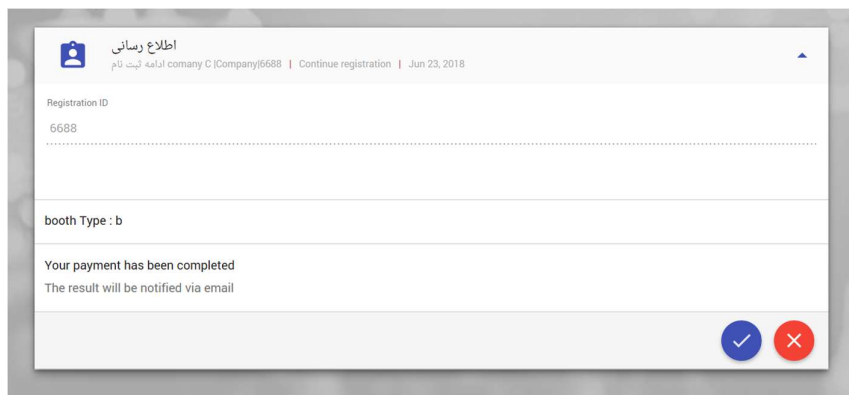 اطلاع رسانی
ادامه ثبت نام comany C |Company|6688 | Continue registration | Jun 23, 2018
Registration ID
6688
booth Type : b
Your payment has been completed
The result will be notified via email